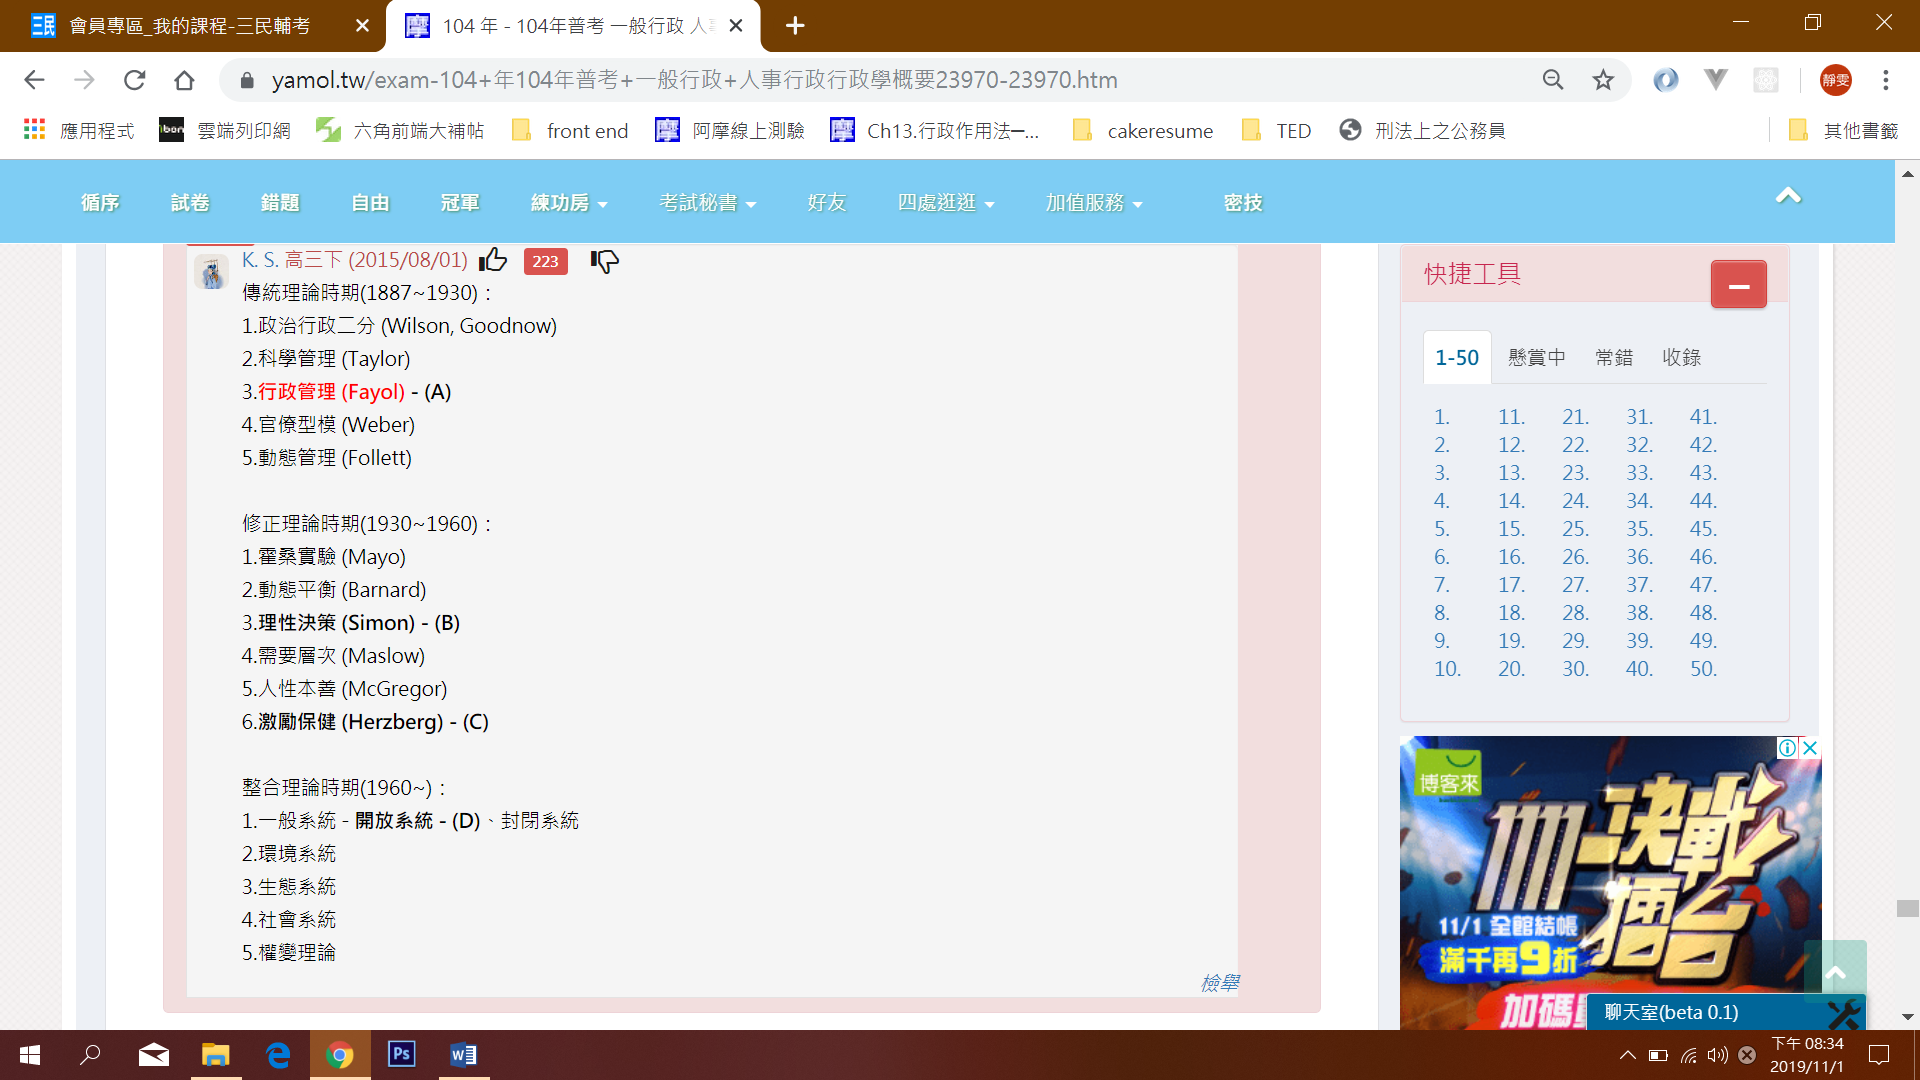 會員專區_我的課程-三民輔考
104 年 - 104年普考 一般行政 人
yamol.tw/exam-104+年104年普考+一般行政+人事行政行政學概要23970-23970.htm
靜雯
應用程式
ibon
雲端列印網
六角前端大補帖
front end
阿摩線上測驗
Ch13.行政作用法─...
cakeresume
TED
刑法上之公務員
其他書籤
循序 試卷 錯題 自由 冠軍 練功房 考試秘書 好友 四處逛逛 加值服務 密技
K. S. 高三下 (2015/08/01) 223
傳統理論時期(1887~1930)：
1.政治行政二分 (Wilson, Goodnow)
2.科學管理 (Taylor)
3.行政管理 (Fayol) - (A)
4.官僚型模 (Weber)
5.動態管理 (Follett)
修正理論時期(1930~1960)：
1.霍桑實驗 (Mayo)
2.動態平衡 (Barnard)
3.理性決策 (Simon) - (B)
4.需要層次 (Maslow)
5.人性本善 (McGregor)
6.激勵保健 (Herzberg) - (C)
整合理論時期(1960~)：
1.一般系統 - 開放系統 - (D)、封閉系統
2.環境系統
3.生態系統
4.社會系統
5.權變理論
檢舉
快捷工具
1-50 懸賞中 常錯 收錄
1. 11. 21. 31. 41.
2. 12. 22. 32. 42.
3. 13. 23. 33. 43.
4. 14. 24. 34. 44.
5. 15. 25. 35. 45.
6. 16. 26. 36. 46.
7. 17. 27. 37. 47.
8. 18. 28. 38. 48.
9. 19. 29. 39. 49.
10. 20. 30. 40. 50.
博客來
1111 決戰
擂台
11/1 全館結帳
滿千再9折
加碼
聊天室(beta 0.1)
下午 08:34
2019/11/1